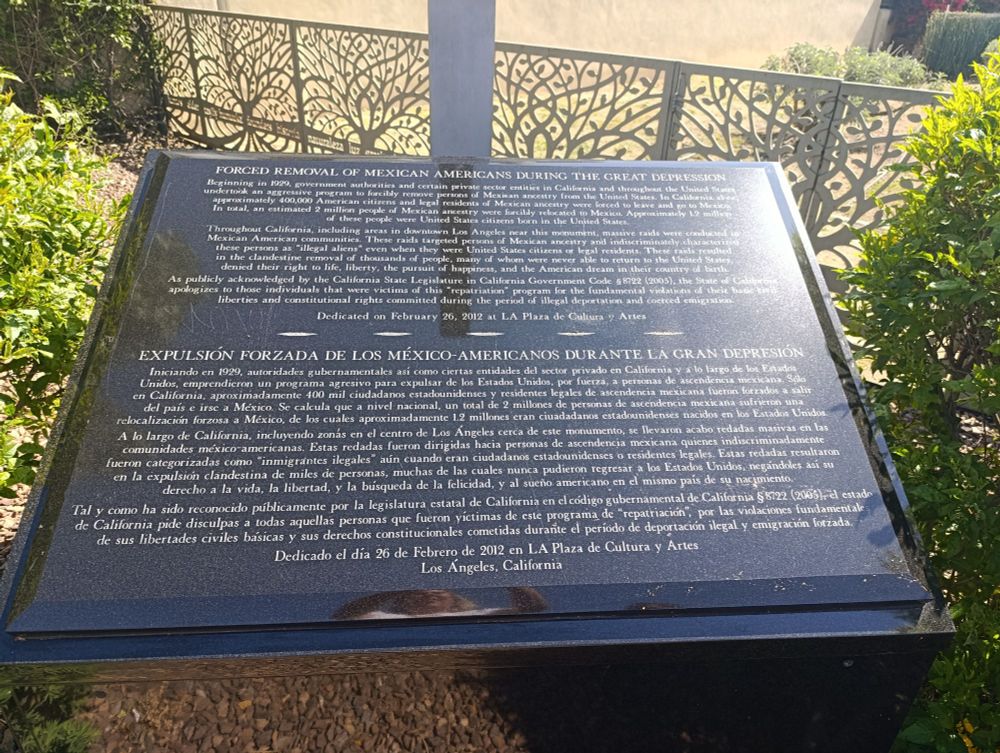 FORCED REMOVAL OF MEXICAN AMERICANS DURING THE GREAT DEPRESSION
Beginning in 1929, government authorities and certain private sector entities in California and throughout the United States
undertook an aggressive program to forcibly remove persons of Mexican ancestry from the United States. In California alone,
approximately 400,000 American citizens and legal residents of Mexican ancestry were forced to leave and go to Mexico.
In total, an estimated 2 million people of Mexican ancestry were forcibly relocated to Mexico. Approximately 1.2 million
of these people were United States citizens born in the United States.
Throughout California, including areas in downtown Los Angeles near this monument, massive raids were conducted in
Mexican American communities. These raids targeted persons of Mexican ancestry and indiscriminately characterized
these persons as "illegal aliens" even when they were United States citizens or legal residents. These raids resulted
in the clandestine removal of thousands of people, many of whom were never able to return to the United States,
denied their right to life, liberty, the pursuit of happiness, and the American dream in their country of birth.
As publicly acknowledged by the California State Legislature in California Government Code §8722 (2005), the State of California
apologizes to those individuals that were victims of this "repatriation" program for the fundamental violations of their basic civil
liberties and constitutional rights committed during the period of illegal deportation and coerced emigration.
Dedicated on February 26, 2012 at LA Plaza de Cultura y Artes
EXPULSIÓN FORZADA DE LOS MÉXICO-AMERICANOS DURANTE LA GRAN DEPRESIÓN
Iniciando en 1929, autoridades gubernamentales así como ciertas entidades del sector privado en California y a lo largo de los Estados
Unidos, emprendieron un programa agresivo para expulsar de los Estados Unidos, por fuerza, a personas de ascendencia mexicana. Sólo
en California, aproximadamente 400 mil ciudadanos estadounidenses y residentes legales de ascendencia mexicana fueron forzados a salir
del país e irse a México. Se calcula que a nivel nacional, un total de 2 millones de personas de ascendencia mexicana sufrieron una
relocalización forzosa a México, de los cuales aproximadamente 1.2 millones eran ciuadadanos estadounidenses nacidos en los Estados Unidos.
A lo largo de California, incluyendo zonás en el centro de Los Ángeles cerca de este monumento, se llevaron acabo redadas masivas en las
comunidades méxico-americanas. Estas redadas fueron dirigidas hacia personas de ascendencia mexicana quienes indiscriminadamente
fueron categorizadas como "inmigrantes ilegales" aún cuando eran ciudadanos estadounidenses o residentes legales. Estas redadas resultaron
en la expulsión clandestina de miles de personas, muchas de las cuales nunca pudieron regresar a los Estados Unidos, negándoles así su
derecho a la vida, la libertad, y la búsqueda de la felicidad, y al sueño americano en el mismo país de su nacimiento.
Tal y como ha sido reconocido públicamente por la legislatura estatal de California en el código gubernamental de California §8722 (2005), el estado
de California pide disculpas a todas aquellas personas que fueron víctimas de este programa de "repatriación", por las violaciones fundamentale
de sus libertades civiles básicas y sus derechos constitucionales cometidas durante el período de deportación ilegal y emigración forzada.
Dedicado el día 26 de Febrero de 2012 en LA Plaza de Cultura y Artes
Los Ángeles, California